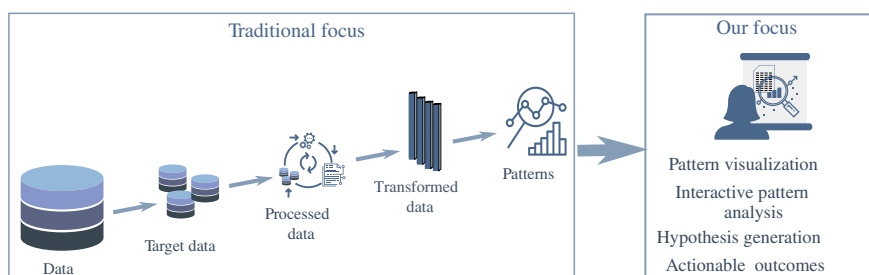 Traditional focus
Data
Target data
Processed
data
Transformed
data
Patterns
Our focus
Pattern visualization
Interactive pattern
analysis
Hypothesis generation
Actionable outcomes